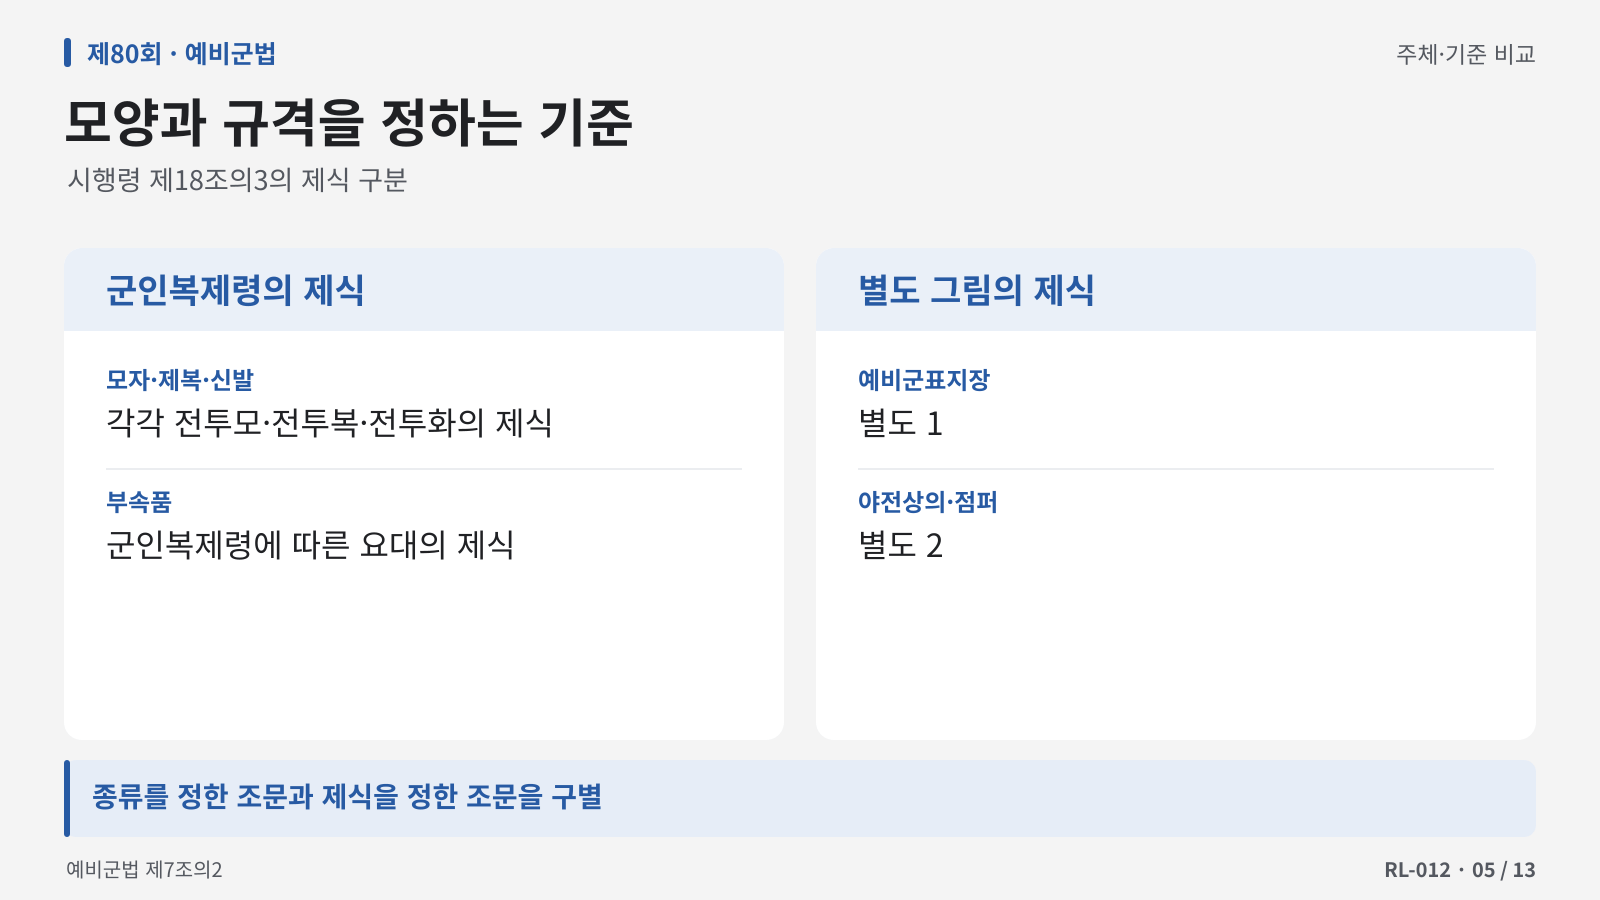 제80회 · 예비군법
주체·기준 비교
모양과 규격을 정하는 기준
시행령 제18조의3의 제식 구분
군인복제령의 제식
모자·제복·신발
각각 전투모·전투복·전투화의 제식
부속품
군인복제령에 따른 요대의 제식
별도 그림의 제식
예비군표지장
별도 1
야전상의·점퍼
별도 2
종류를 정한 조문과 제식을 정한 조문을 구별
예비군법 제7조의2
RL-012 · 05 / 13